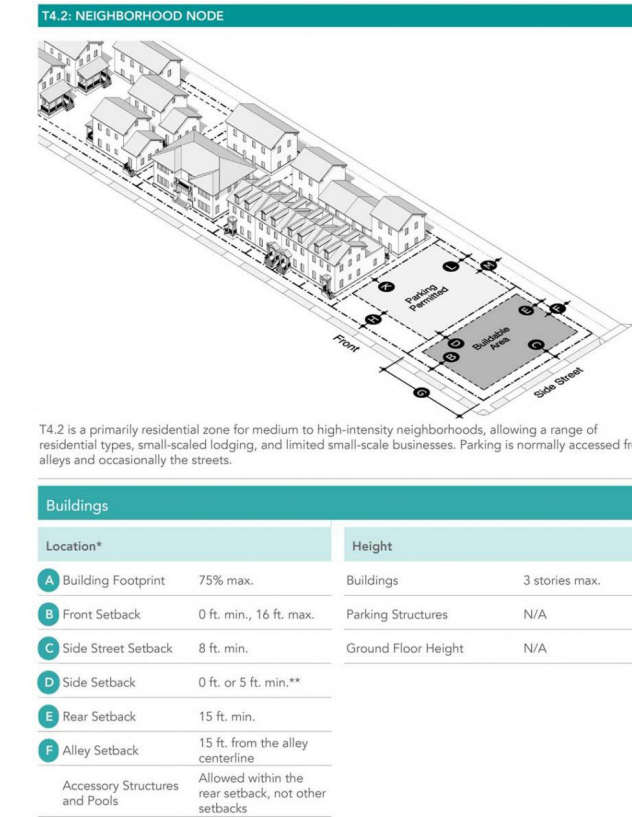 T4.2: NEIGHBORHOOD NODE
L
M
K
Parking
Permitted
H
E
F
D
Buildable
Area
B
Front
G
Side Street
T4.2 is a primarily residential zone for medium to high-intensity neighborhoods, allowing a range of
residential types, small-scaled lodging, and limited small-scale businesses. Parking is normally accessed
alleys and occasionally the streets.
Buildings
Location*
Height
A Building Footprint 75% max.
Buildings 3 stories max.
B Front Setback 0 ft. min., 16 ft. max.
Parking Structures N/A
C Side Street Setback 8 ft. min.
Ground Floor Height N/A
D Side Setback 0 ft. or 5 ft. min.**
E Rear Setback 15 ft. min.
F Alley Setback 15 ft. from the alley
centerline
Accessory Structures
and Pools
Allowed within the
rear setback, not other
setbacks